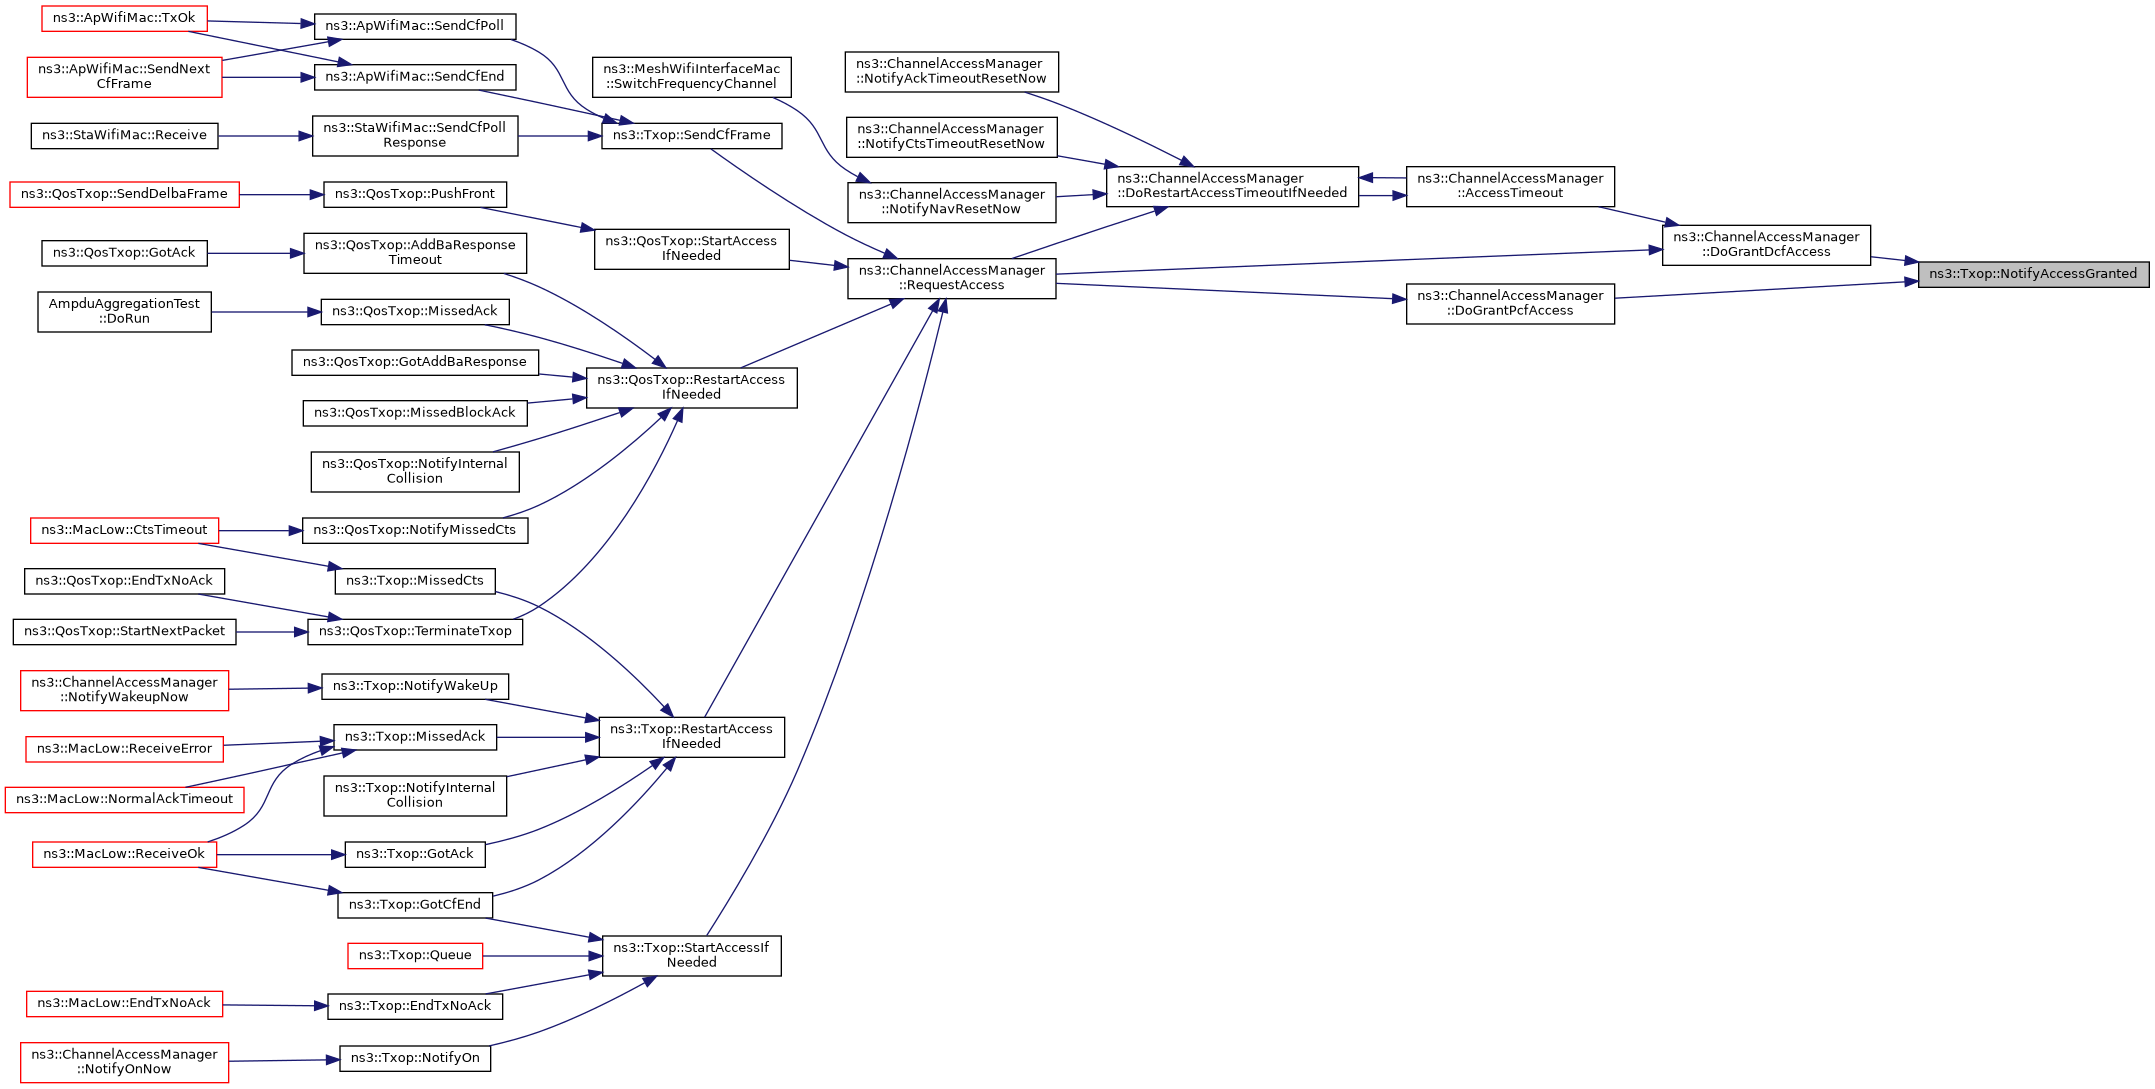 ns3::ApWifiMac::TxOk
ns3::ApWifiMac::SendNext
CfFrame
ns3::StaWifiMac::Receive
ns3::QosTxop::SendDelbaFrame
ns3::QosTxop::GotAck
AmpduAggregationTest
::DoRun
ns3::MacLow::CtsTimeout
ns3::QosTxop::EndTxNoAck
ns3::QosTxop::StartNextPacket
ns3::ChannelAccessManager
::NotifyWakeupNow
ns3::MacLow::ReceiveError
ns3::MacLow::NormalAckTimeout
ns3::MacLow::ReceiveOk
ns3::MacLow::EndTxNoAck
ns3::ChannelAccessManager
::NotifyOnNow
ns3::ApWifiMac::SendCfPoll
ns3::ApWifiMac::SendCfEnd
ns3::StaWifiMac::SendCfPoll
Response
ns3::QosTxop::PushFront
ns3::QosTxop::AddBaResponse
Timeout
ns3::QosTxop::MissedAck
ns3::QosTxop::GotAddBaResponse
ns3::QosTxop::MissedBlockAck
ns3::QosTxop::NotifyInternal
Collision
ns3::QosTxop::NotifyMissedCts
ns3::Txop::MissedCts
ns3::QosTxop::TerminateTxop
ns3::Txop::NotifyWakeUp
ns3::Txop::MissedAck
ns3::Txop::NotifyInternal
Collision
ns3::Txop::GotAck
ns3::Txop::GotCfEnd
ns3::Txop::Queue
ns3::Txop::EndTxNoAck
ns3::Txop::NotifyOn
ns3::MeshWifiInterfaceMac
::SwitchFrequencyChannel
ns3::Txop::SendCfFrame
ns3::QosTxop::StartAccess
IfNeeded
ns3::QosTxop::RestartAccess
IfNeeded
ns3::Txop::RestartAccess
IfNeeded
ns3::Txop::StartAccessIf
Needed
ns3::ChannelAccessManager
::NotifyAckTimeoutResetNow
ns3::ChannelAccessManager
::NotifyCtsTimeoutResetNow
ns3::ChannelAccessManager
::NotifyNavResetNow
ns3::ChannelAccessManager
::RequestAccess
ns3::ChannelAccessManager
::DoRestartAccessTimeoutIfNeeded
ns3::ChannelAccessManager
::AccessTimeout
ns3::ChannelAccessManager
::DoGrantPcfAccess
ns3::ChannelAccessManager
::DoGrantDcfAccess
ns3::Txop::NotifyAccessGranted